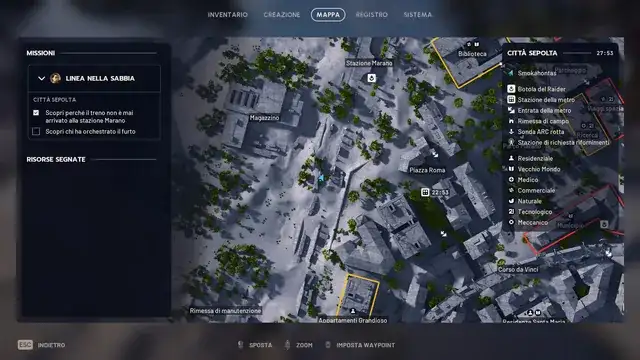 INVENTARIO
CREAZIONE
MAPPA
REGISTRO
SISTEMA
MISSIONI
LINEA NELLA SABBIA
CITTÀ SEPOLTA
Scopri perché il treno non è mai
arrivato alla stazione Marano
Scopri chi ha orchestrato il furto
RISORSE SEGNATE
Biblioteca
Stazione Marano
Magazzino
Piazza Roma
22:53
Corso da Vinci
Rimessa di manutenzione
Appartamenti Grandioso
Residenze Santa Maria
CITTÀ SEPOLTA
27:53
Smokahontas
Botola del Raider
Stazione della metro
Entrata della metro
Rimessa di campo
Sonda ARC rotta
Stazione di richiesta rifornimenti
Residenziale
Vecchio Mondo
Medico
Commerciale
Naturale
Tecnologico
Meccanico
ESC INDIETRO
SPOSTA
ZOOM
IMPOSTA WAYPOINT